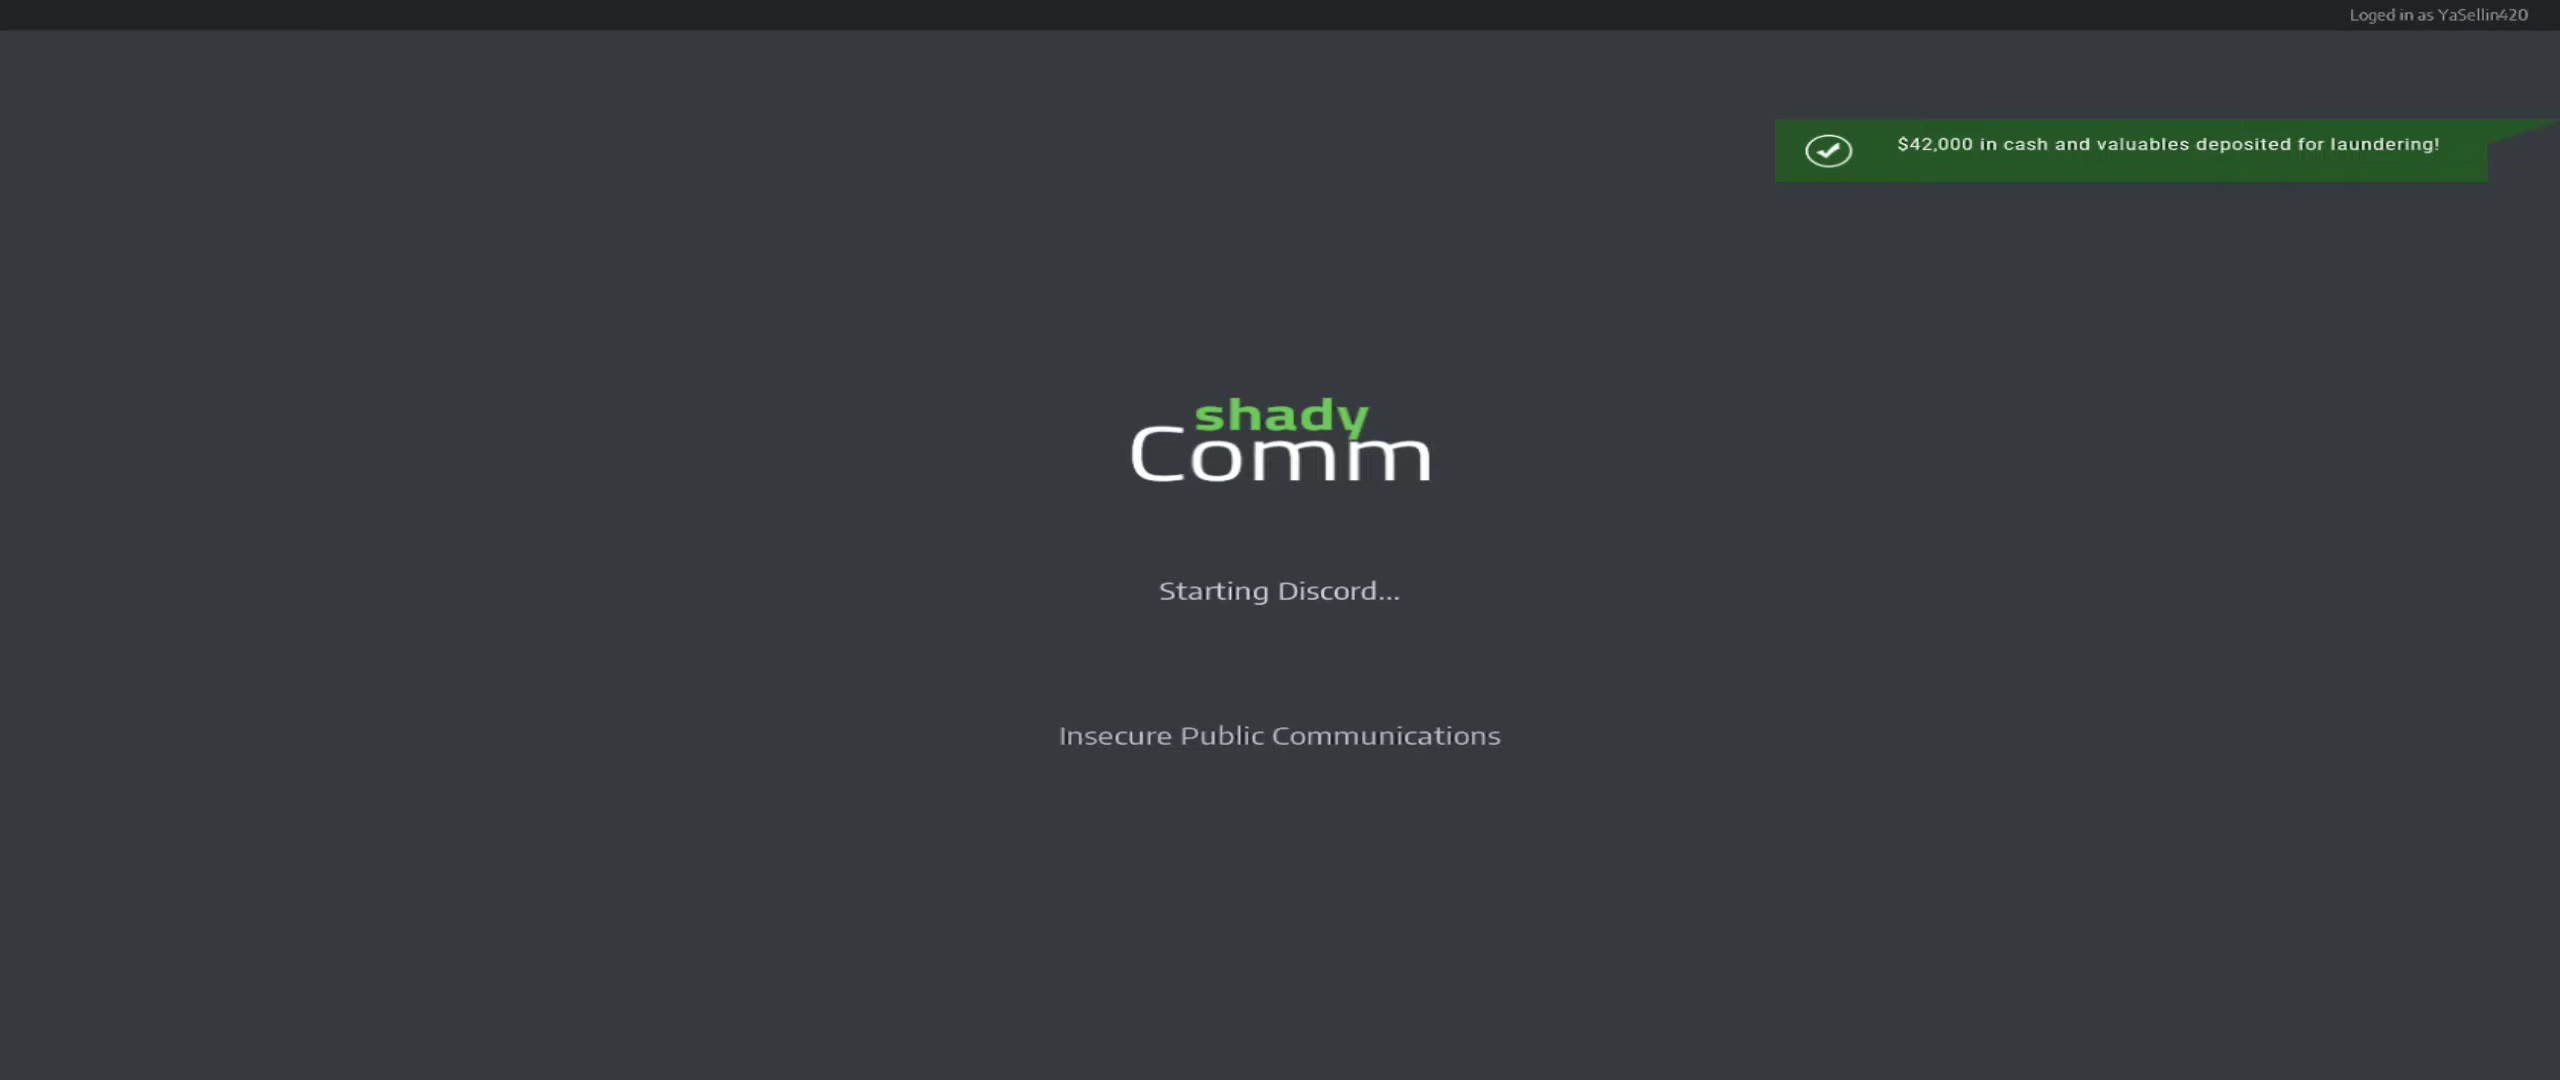 Loged in as YaSellin420
$42,000 in cash and valuables deposited for laundering!
shady
Comm
Starting Discord...
Insecure Public Communications